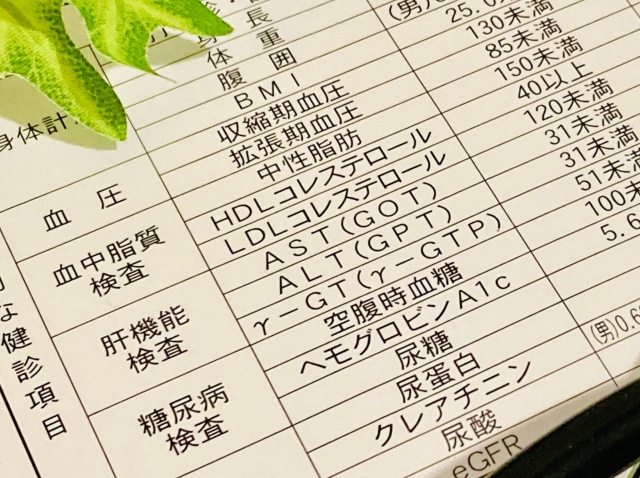 身長
体重
腹囲 (男)
BMI 25.0
収縮期血圧 130未満
拡張期血圧 85未満
中性脂肪 150未満
HDLコレステロール 40以上
LDLコレステロール 120未満
AST(GOT) 31未満
ALT(GPT) 31未満
γ-GT(γ-GTP) 51未満
空腹時血糖 100未
ヘモグロビンA1c 5.6
尿糖
尿蛋白
クレアチニン (男)0.6
尿酸
eGFR
身体計
血圧
血中脂質
検査
肝機能
検査
糖尿病
検査
な健診項目